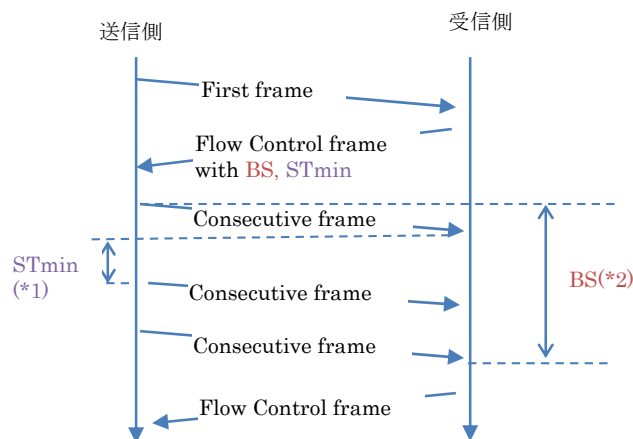 送信側
受信側
First frame
Flow Control frame
with BS, STmin
Consecutive frame
STmin
(*1)
BS(*2)
Consecutive frame
Consecutive frame
Flow Control frame